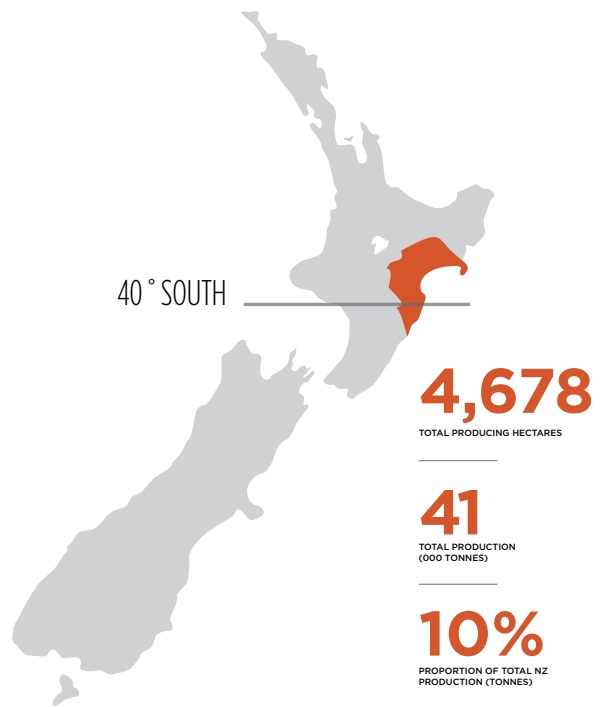 40° SOUTH
4,678
TOTAL PRODUCING HECTARES
41
TOTAL PRODUCTION
(000 TONNES)
10%
PROPORTION OF TOTAL NZ
PRODUCTION (TONNES)